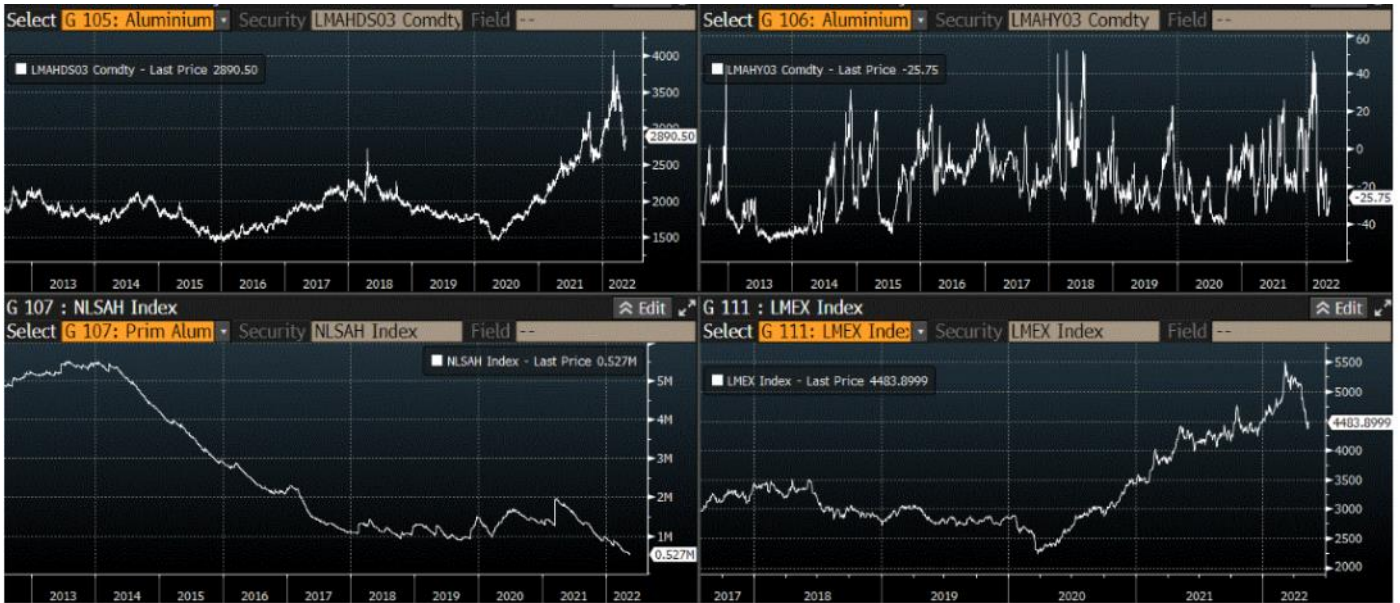 Select G 105: Aluminium Security LMAHDS03 Comdty Field --
LMAHDS03 Comdty - Last Price 2890.50
4000
3500
3000
2890.50
2500
2000
1500
2013 2014 2015 2016 2017 2018 2019 2020 2021 2022
Select G 106: Aluminium Security LMAHY03 Comdty Field --
LMAHY03 Comdty - Last Price -25.75
60
40
20
0
-20
-25.75
-40
2013 2014 2015 2016 2017 2018 2019 2020 2021 2022
G 107 : NLSAH Index Edit
Select G 107: Prim Alum Security NLSAH Index Field --
NLSAH Index - Last Price 0.527M
5M
4M
3M
2M
1M
0.527M
2013 2014 2015 2016 2017 2018 2019 2020 2021 2022
G 111 : LMEX Index Edit
Select G 111: LMEX Index Security LMEX Index Field --
LMEX Index - Last Price 4483.8999
5500
5000
4483.8999
4000
3500
3000
2500
2000
2017 2018 2019 2020 2021 2022